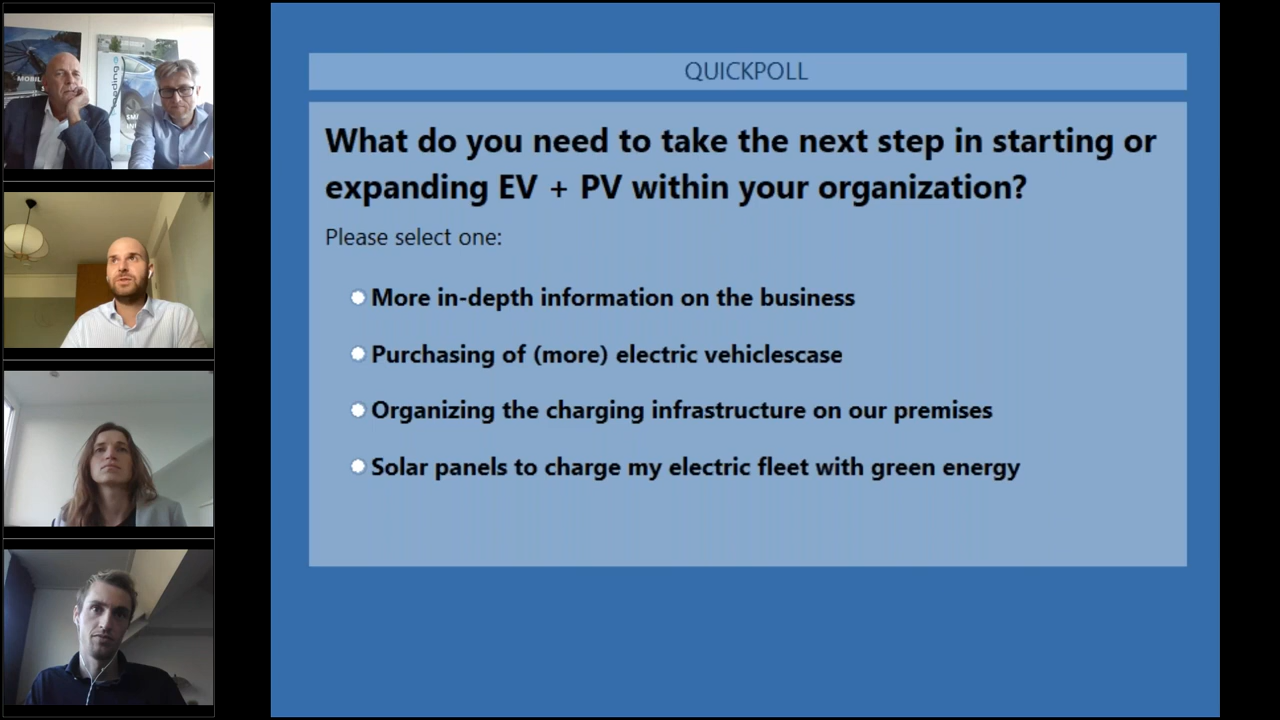 QUICKPOLL
What do you need to take the next step in starting or
expanding EV + PV within your organization?
Please select one:
More in-depth information on the business
Purchasing of (more) electric vehiclescase
Organizing the charging infrastructure on our premises
Solar panels to charge my electric fleet with green energy
MOBIL